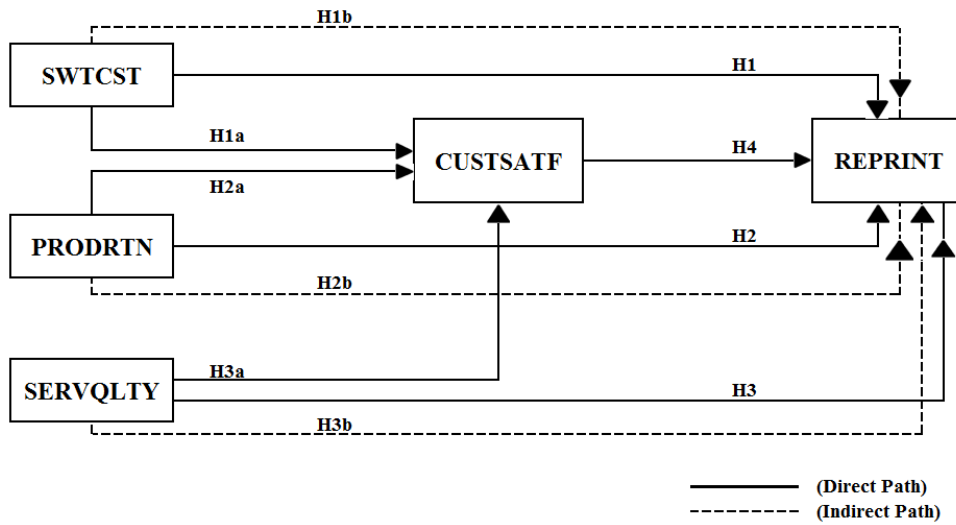 H1b
SWTCST
H1
H1a
CUSTSATF
H4
REPRINT
H2a
PRODRTN
H2
H2b
H3a
SERVQLTY
H3
H3b
(Direct Path)
(Indirect Path)